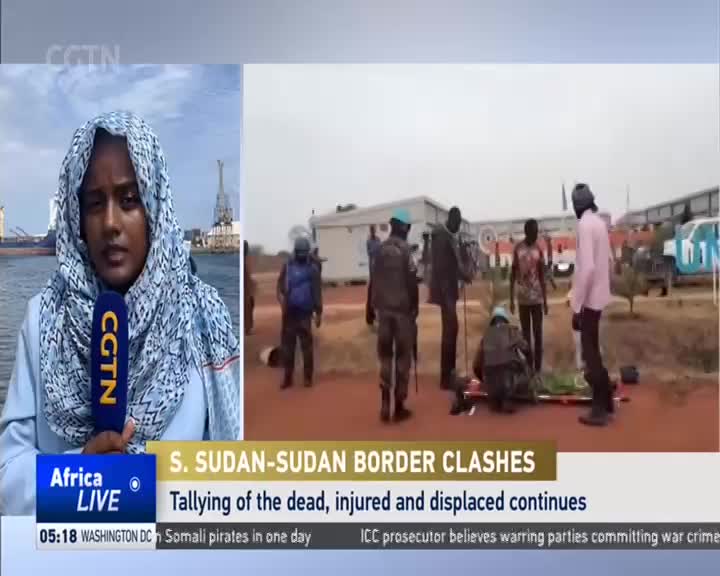 CGTN
UN
CGTN
S. SUDAN-SUDAN BORDER CLASHES
Africa
LIVE
Tallying of the dead, injured and displaced continues
05:18 WASHINGTON DC
n Somali pirates in one day ICC prosecutor believes warring parties committing war crime